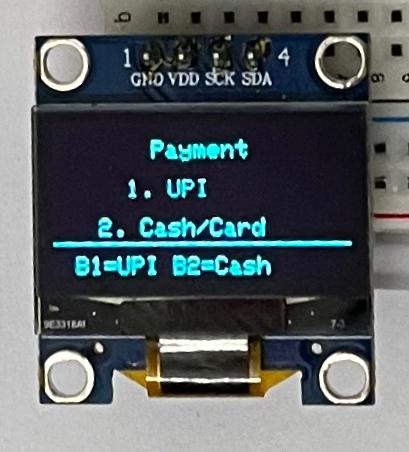 b
1 4
GND VDD SCK SDA
Payment
1. UPI
2. Cash/Card
B1=UPI B2=Cash